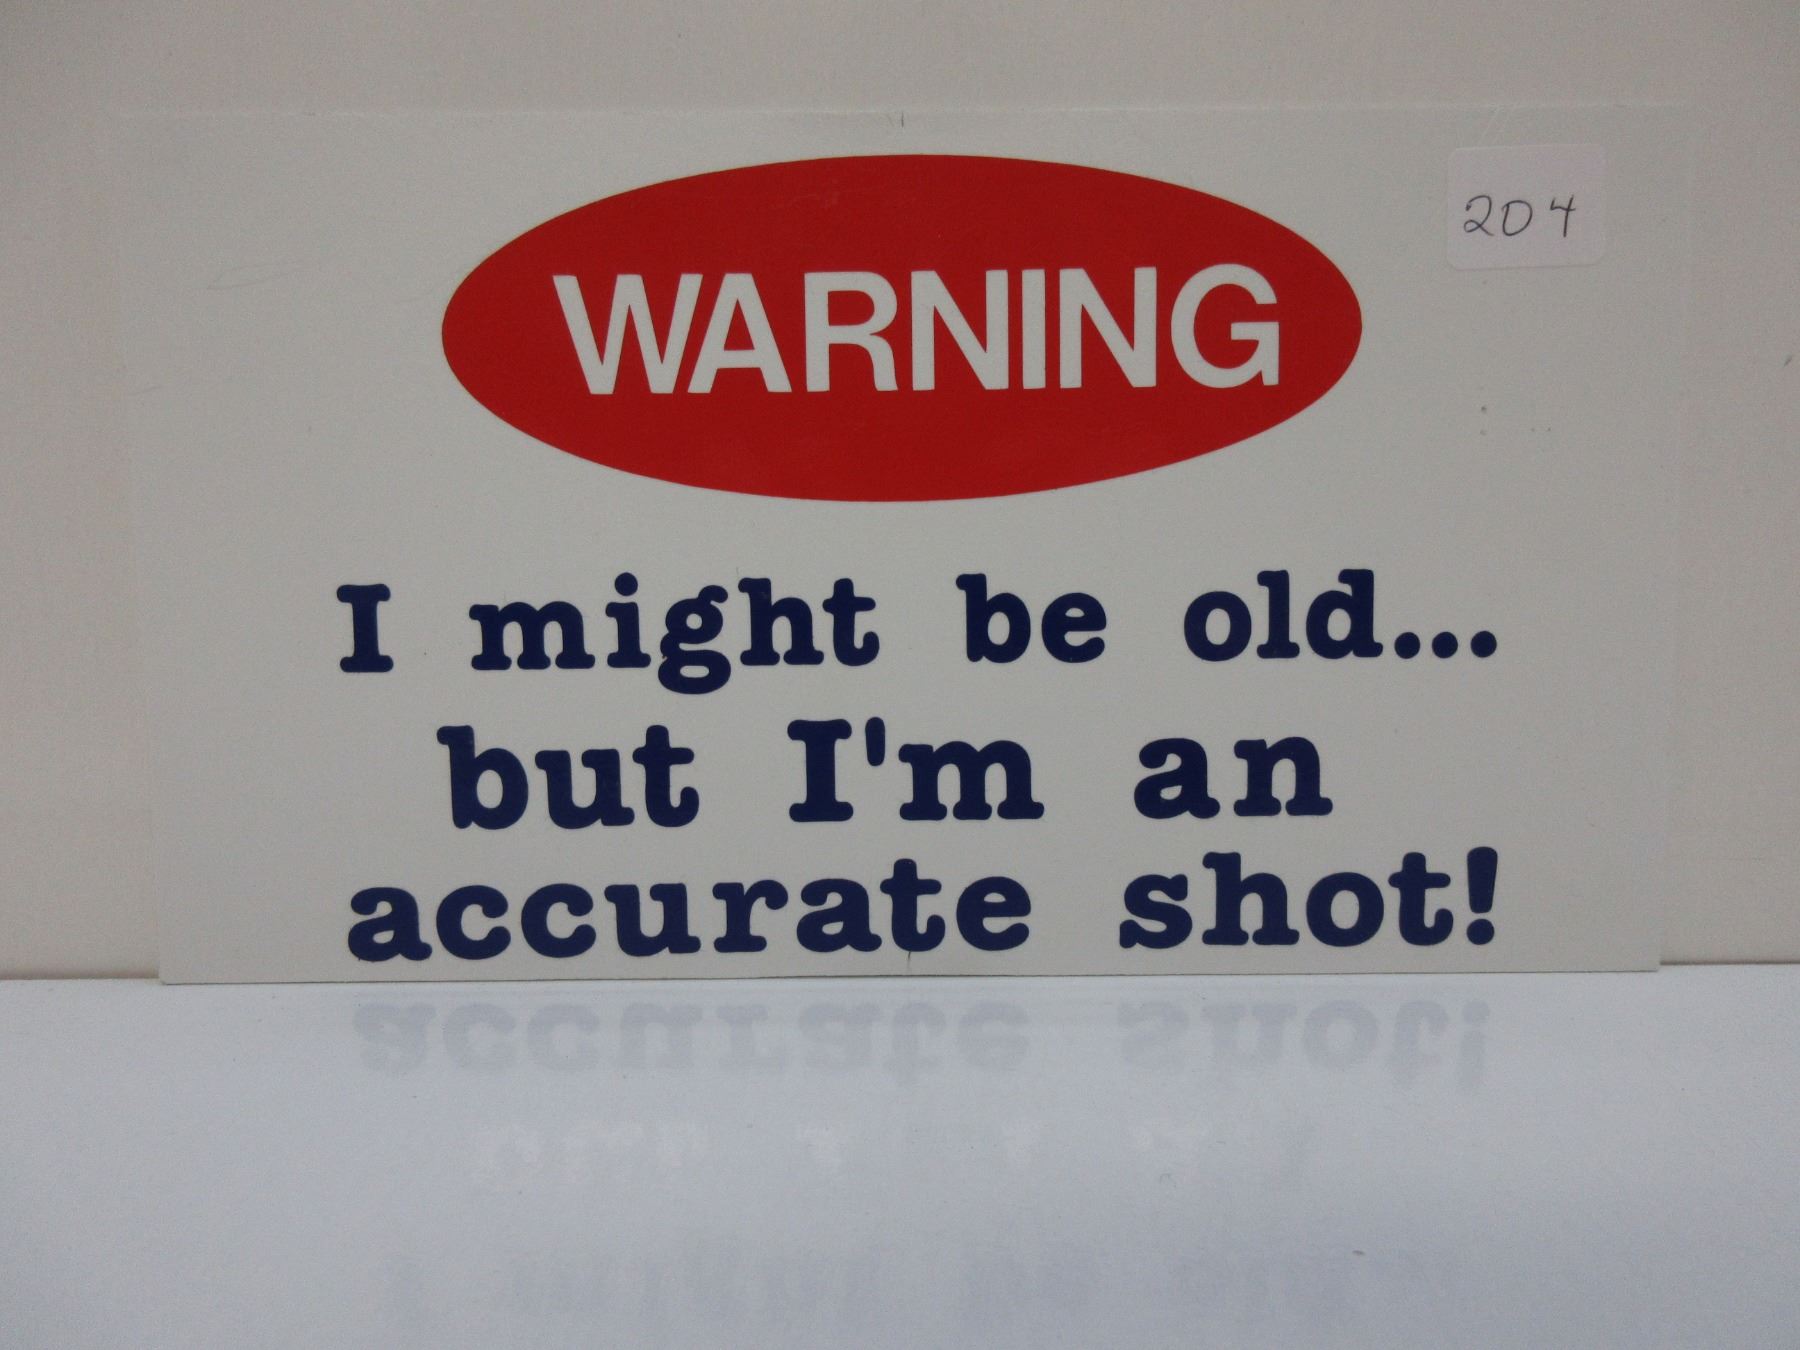 204
WARNING
I might be old...
but I'm an
accurate shot!